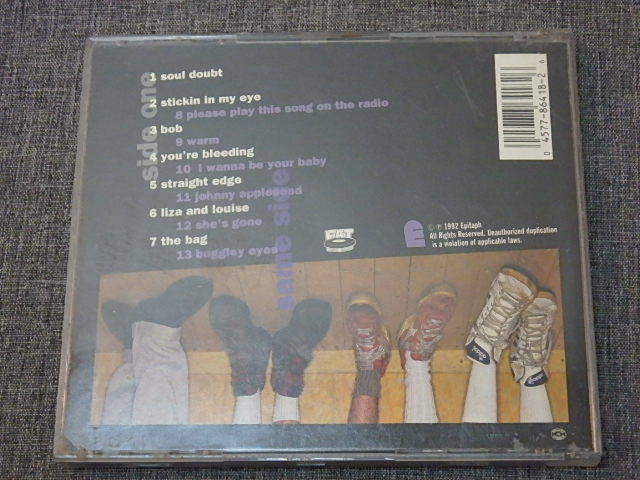 side one
1 soul doubt
2 stickin in my eye
8 please play this song on the radio
3 bob
9 warm
4 you're bleeding
10 i wanna be your baby
5 straight edge
11 johnny appleseed
6 liza and louise
12 she's gone
7 the bag
13 buggley eyes
same side
© ℗ 1992 Epitaph
All Rights Reserved. Unauthorized duplication
is a violation of applicable laws.
0 4577-86418-2 6